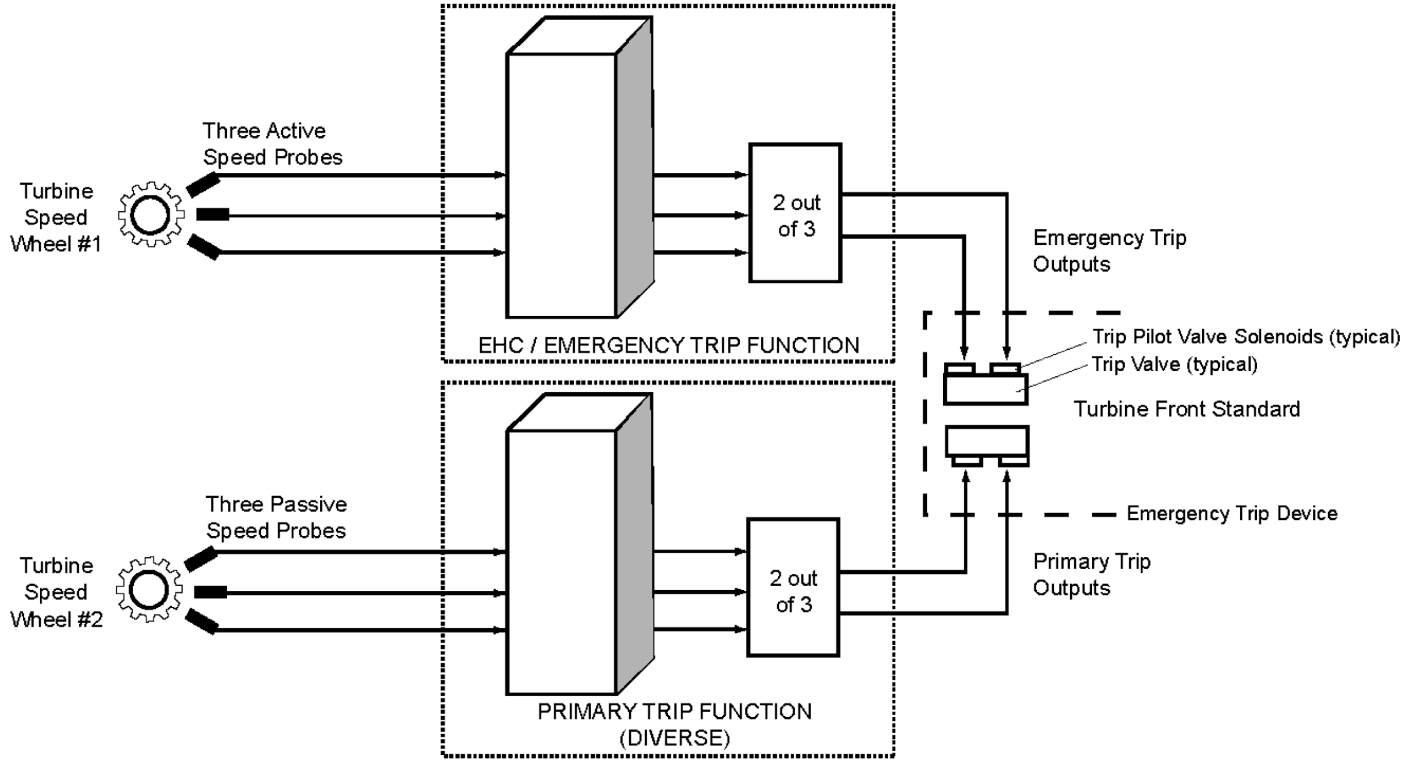 Three Active
Speed Probes
Turbine
Speed
Wheel #1
2 out
of 3
EHC / EMERGENCY TRIP FUNCTION
Emergency Trip
Outputs
Trip Pilot Valve Solenoids (typical)
Trip Valve (typical)
Turbine Front Standard
Emergency Trip Device
Primary Trip
Outputs
Three Passive
Speed Probes
Turbine
Speed
Wheel #2
2 out
of 3
PRIMARY TRIP FUNCTION
(DIVERSE)